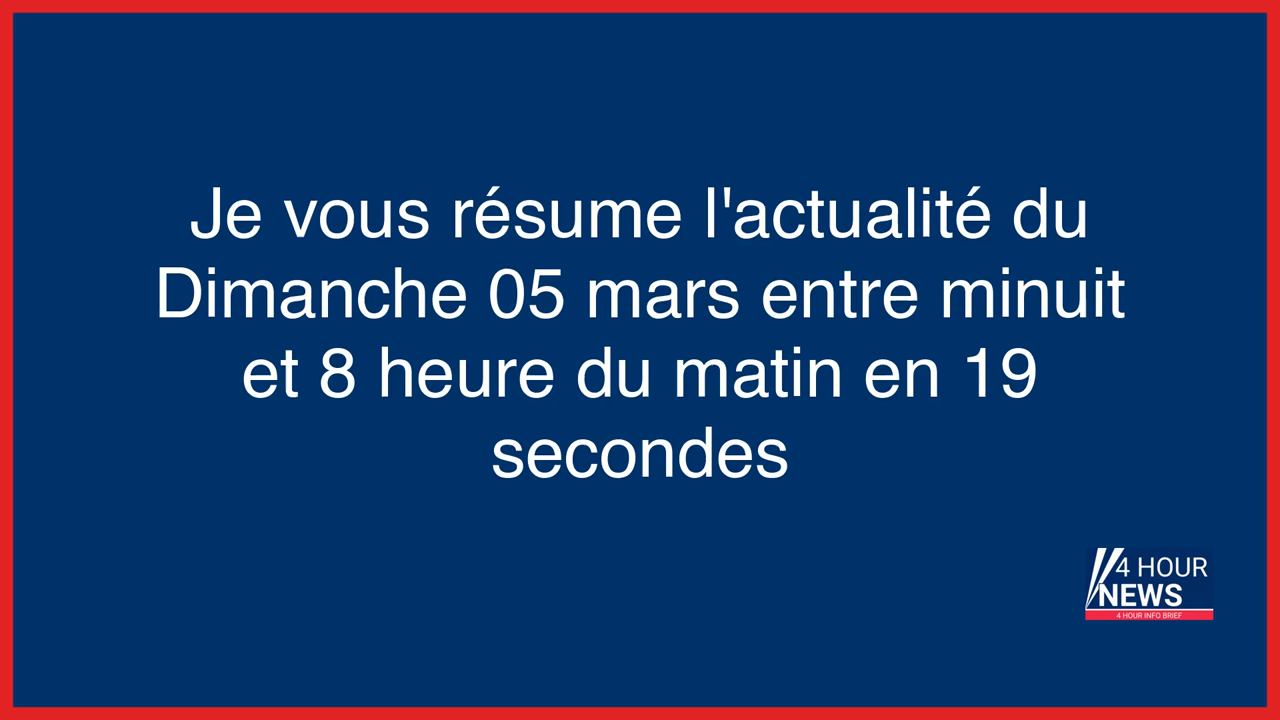 Je vous résume l'actualité du
Dimanche 05 mars entre minuit
et 8 heure du matin en 19
secondes
4 HOUR
NEWS
4 HOUR INFO BRIEF